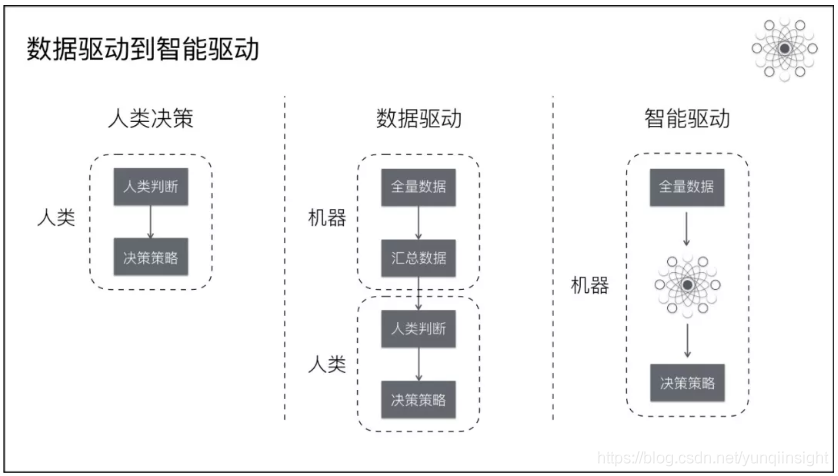 数据驱动到智能驱动
人类决策
人类
人类判断
决策策略
数据驱动
机器
全量数据
汇总数据
人类
人类判断
决策策略
智能驱动
机器
全量数据
决策策略
https://blog.csdn.net/yunqiinsight